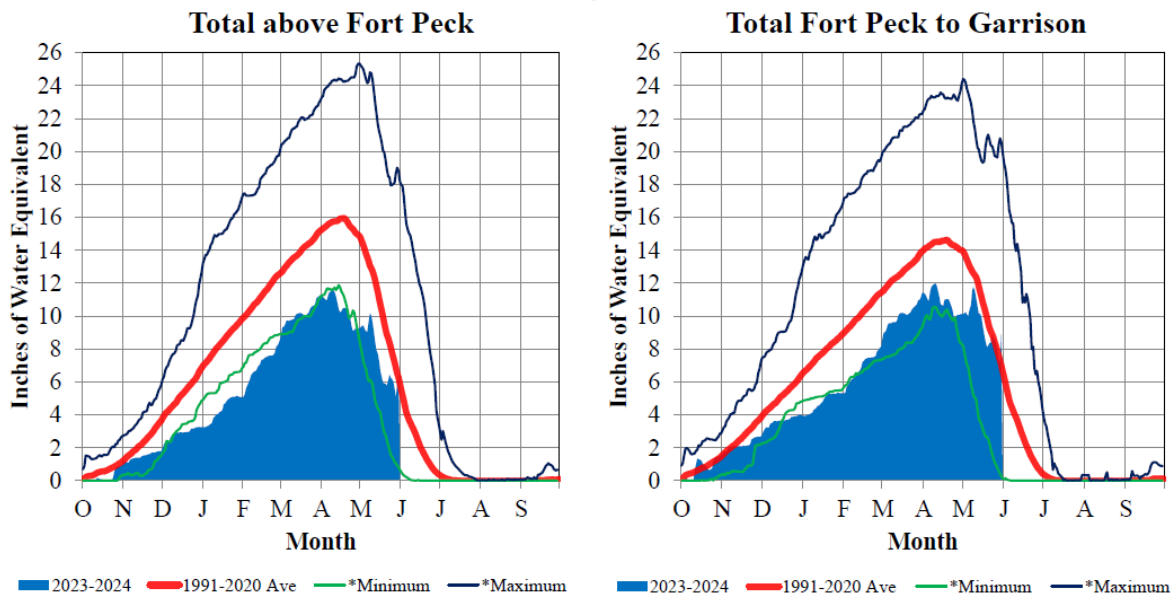 Total above Fort Peck
26
24
22
20
18
16
14
12
10
8
6
4
2
0
Inches of Water Equivalent
O N D J F M A M J J A S
Month
2023-2024 1991-2020 Ave *Minimum *Maximum
Total Fort Peck to Garrison
26
24
22
20
18
16
14
12
10
8
6
4
2
0
Inches of Water Equivalent
O N D J F M A M J J A S
Month
2023-2024 1991-2020 Ave *Minimum *Maximum